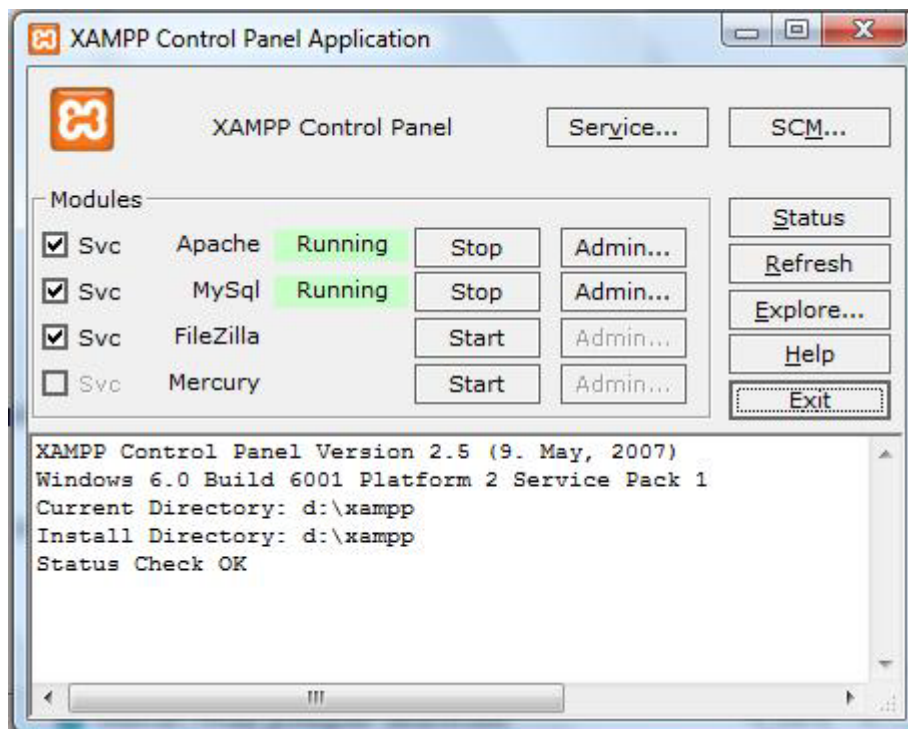 XAMPP Control Panel Application
XAMPP Control Panel Service... SCM...
Modules
Svc Apache Running Stop Admin...
Svc MySql Running Stop Admin...
Svc FileZilla Start Admin...
Svc Mercury Start Admin...
Status
Refresh
Explore...
Help
Exit
XAMPP Control Panel Version 2.5 (9. May, 2007)
Windows 6.0 Build 6001 Platform 2 Service Pack 1
Current Directory: d:\xampp
Install Directory: d:\xampp
Status Check OK